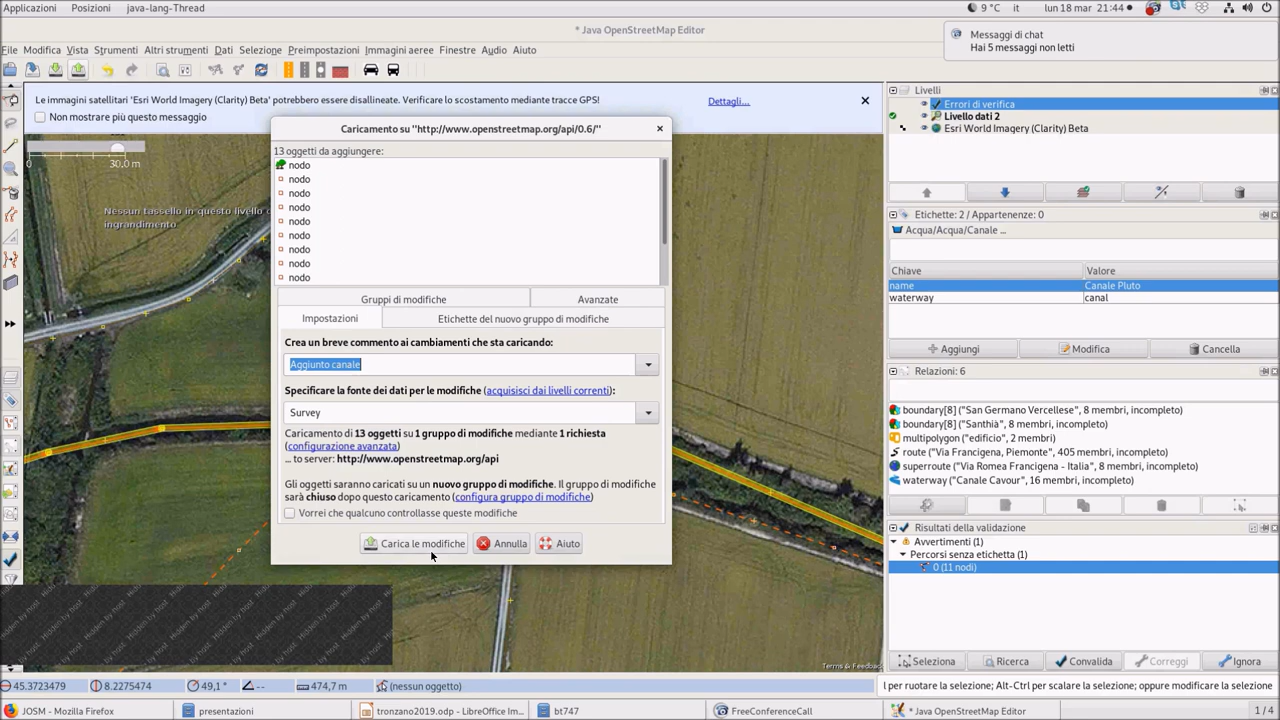 Applicazioni Posizioni java-lang-Thread 9 °C it lun 18 mar 21:44
* Java OpenStreetMap Editor
Messaggi di chat
Hai 5 messaggi non letti
File Modifica Vista Strumenti Altri strumenti Dati Selezione Preimpostazioni Immagini aeree Finestre Audio Aiuto
Le immagini satellitari 'Esri World Imagery (Clarity) Beta' potrebbero essere disallineate. Verificare lo scostamento mediante tracce GPS! Dettagli...
Non mostrare più questo messaggio
0 30,0 m
Nessun tassello in questo livello d
ingrandimento
Caricamento su "http://www.openstreetmap.org/api/0.6/"
13 oggetti da aggiungere:
nodo
nodo
nodo
nodo
nodo
nodo
nodo
nodo
nodo
Gruppi di modifiche Avanzate
Impostazioni Etichette del nuovo gruppo di modifiche
Crea un breve commento ai cambiamenti che sta caricando:
Aggiunto canale
Specificare la fonte dei dati per le modifiche (acquisisci dai livelli correnti):
Survey
Caricamento di 13 oggetti su 1 gruppo di modifiche mediante 1 richiesta
(configurazione avanzata)
... to server: http://www.openstreetmap.org/api
Gli oggetti saranno caricati su un nuovo gruppo di modifiche. Il gruppo di modifiche
sarà chiuso dopo questo caricamento (configura gruppo di modifiche)
Vorrei che qualcuno controllasse queste modifiche
Carica le modifiche Annulla Aiuto
Livelli
Errori di verifica
Livello dati 2
Esri World Imagery (Clarity) Beta
Etichette: 2 / Appartenenze: 0
Acqua/Acqua/Canale ...
Chiave Valore
name Canale Pluto
waterway canal
Aggiungi Modifica Cancella
Relazioni: 6
boundary[8] ("San Germano Vercellese", 8 membri, incompleto)
boundary[8] ("Santhià", 8 membri, incompleto)
multipolygon ("edificio", 2 membri)
route ("Via Francigena, Piemonte", 405 membri, incompleto)
superroute ("Via Romea Francigena - Italia", 8 membri, incompleto)
waterway ("Canale Cavour", 16 membri, incompleto)
Risultati della validazione
Avvertimenti (1)
Percorsi senza etichetta (1)
0 (11 nodi)
Seleziona Ricerca Convalida Correggi Ignora
Hidden by host
Terms & Feedback
45.3723479 8.2275474 49,1 ° -- 474,7 m (nessun oggetto) l per ruotare la selezione; Alt-Ctrl per scalare la selezione; oppure modificare la selezione
JOSM - Mozilla Firefox presentazioni tronzano2019.odp - LibreOffice Im... bt747 FreeConferenceCall * Java OpenStreetMap Editor 1 / 4